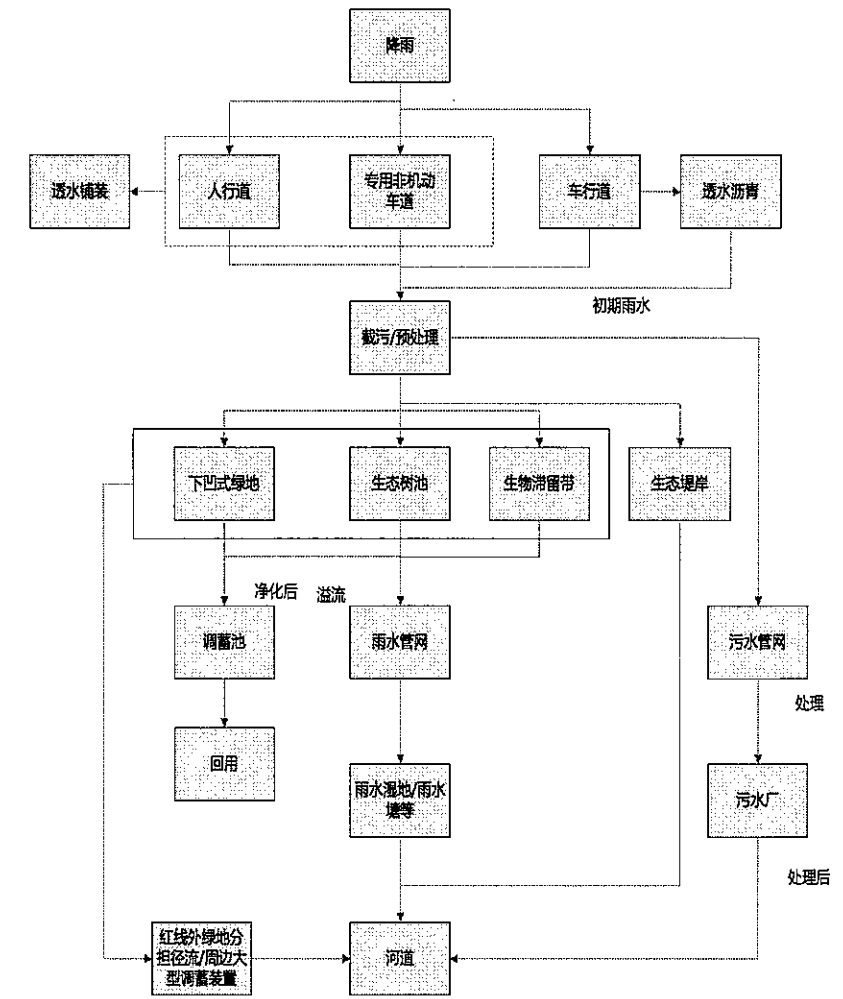 降雨
透水铺装
人行道
专用非机动
车道
车行道
透水沥青
初期雨水
截污/预处理
下凹式绿地
生态树池
生物滞留带
生态堤岸
净化后
溢流
调蓄池
雨水管网
污水管网
处理
回用
雨水湿地/雨水
塘等
污水厂
处理后
红线外绿地分
担径流/周边大
型调蓄装置
河道